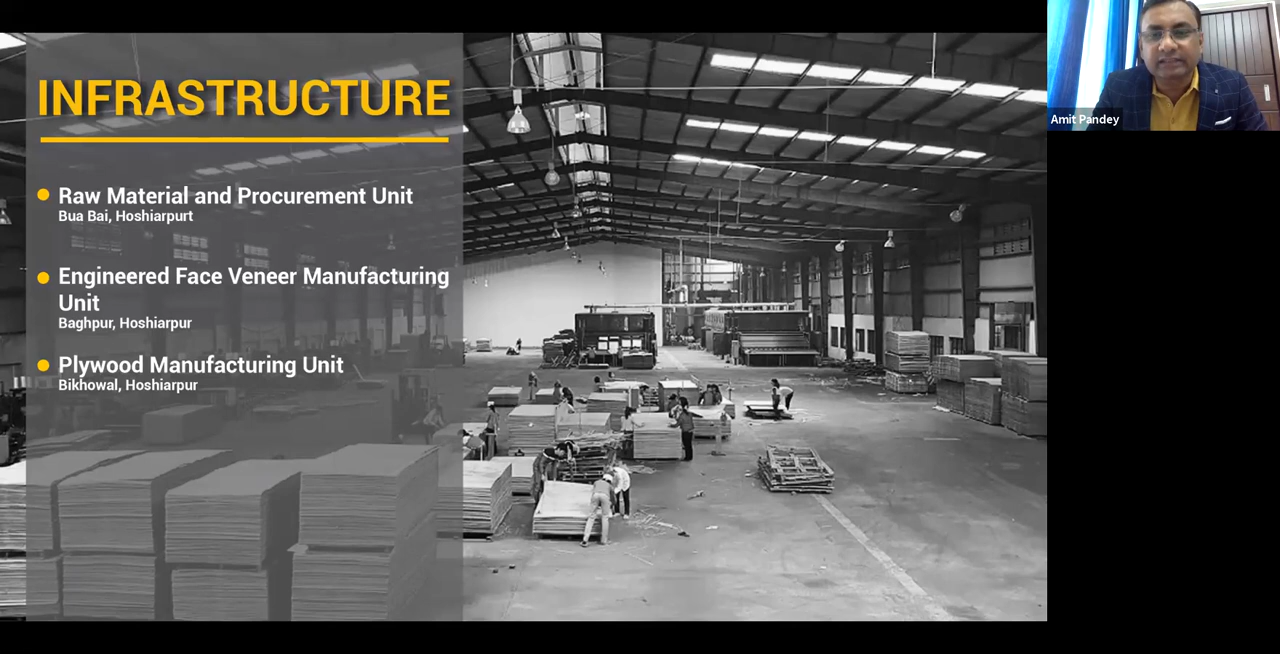 INFRASTRUCTURE
Raw Material and Procurement Unit
Bua Bai, Hoshiarpurt
Engineered Face Veneer Manufacturing
Unit
Baghpur, Hoshiarpur
Plywood Manufacturing Unit
Bikhowal, Hoshiarpur
Amit Pandey